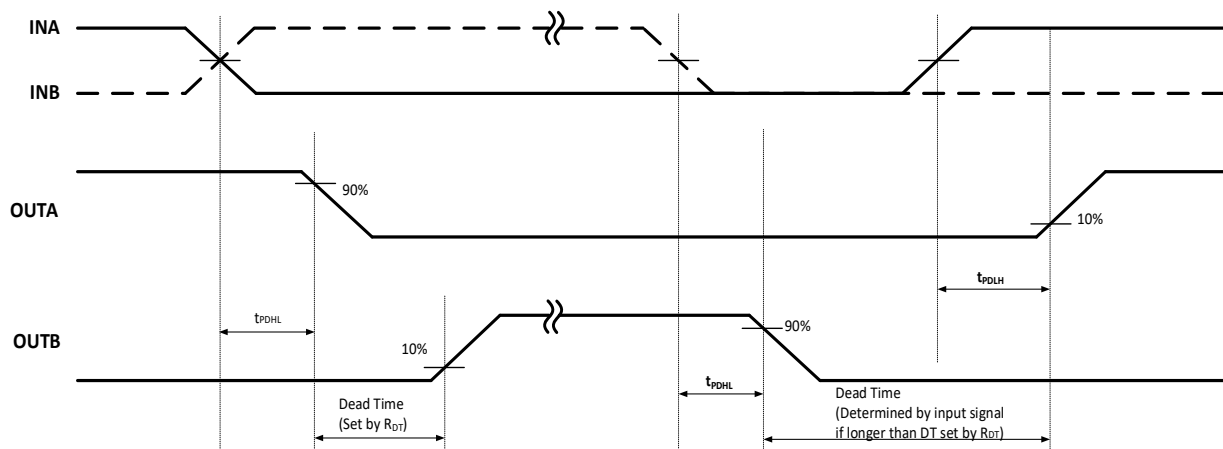 INA
INB
90%
OUTA
10%
tPDLH
tPDHL
OUTB
10%
90%
tPDHL
Dead Time
(Set by RDT)
Dead Time
(Determined by input signal
if longer than DT set by RDT)